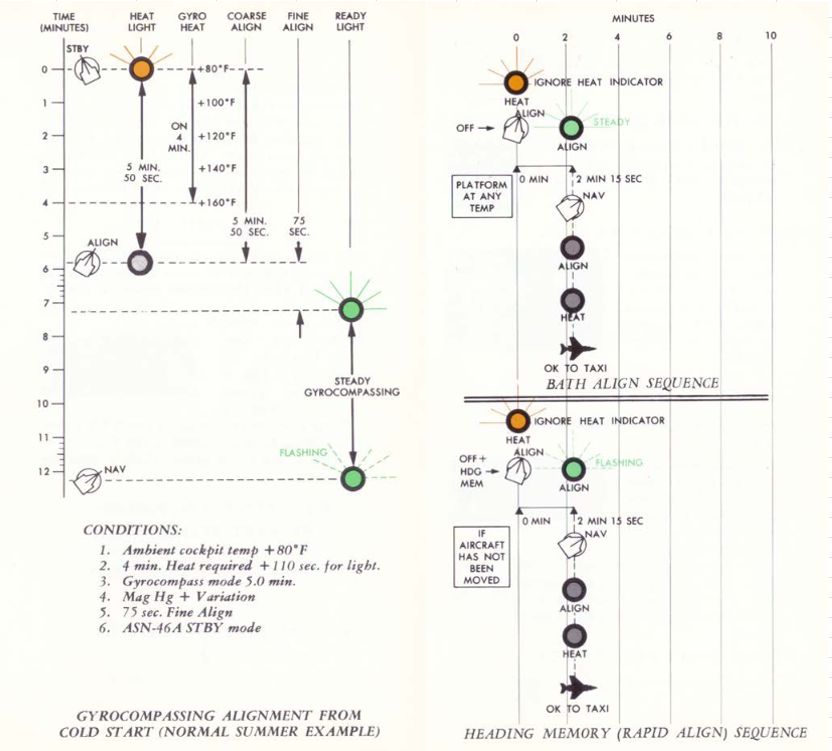 TIME
(MINUTES)
HEAT
LIGHT
GYRO
HEAT
COARSE
ALIGN
FINE
ALIGN
READY
LIGHT
STBY
0
+80°F
1
+100°F
ON
4
MIN.
2
+120°F
3
+140°F
5 MIN.
50 SEC.
4
+160°F
5
5 MIN.
50 SEC.
75
SEC.
ALIGN
6
7
8
9
STEADY
GYROCOMPASSING
10
11
FLASHING
12
NAV
CONDITIONS:
1. Ambient cockpit temp +80°F
2. 4 min. Heat required +110 sec. for light.
3. Gyrocompass mode 5.0 min.
4. Mag Hg + Variation
5. 75 sec. Fine Align
6. ASN-46A STBY mode
GYROCOMPASSING ALIGNMENT FROM
COLD START (NORMAL SUMMER EXAMPLE)
MINUTES
0 2 4 6 8 10
IGNORE HEAT INDICATOR
HEAT
ALIGN
OFF
STEADY
ALIGN
0 MIN
2 MIN 15 SEC
PLATFORM
AT ANY
TEMP
NAV
ALIGN
HEAT
OK TO TAXI
BATH ALIGN SEQUENCE
IGNORE HEAT INDICATOR
HEAT
ALIGN
OFF +
HDG
MEM
FLASHING
ALIGN
0 MIN
2 MIN 15 SEC
IF
AIRCRAFT
HAS NOT
BEEN
MOVED
NAV
ALIGN
HEAT
OK TO TAXI
HEADING MEMORY (RAPID ALIGN) SEQUENCE